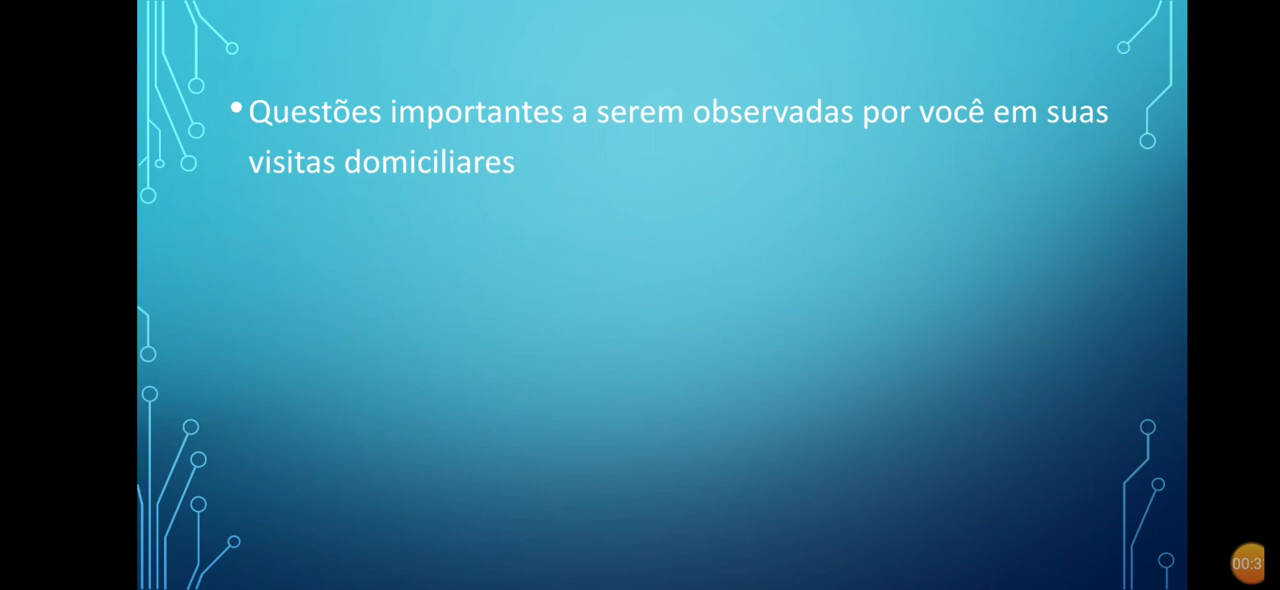 • Questões importantes a serem observadas por você em suas
visitas domiciliares